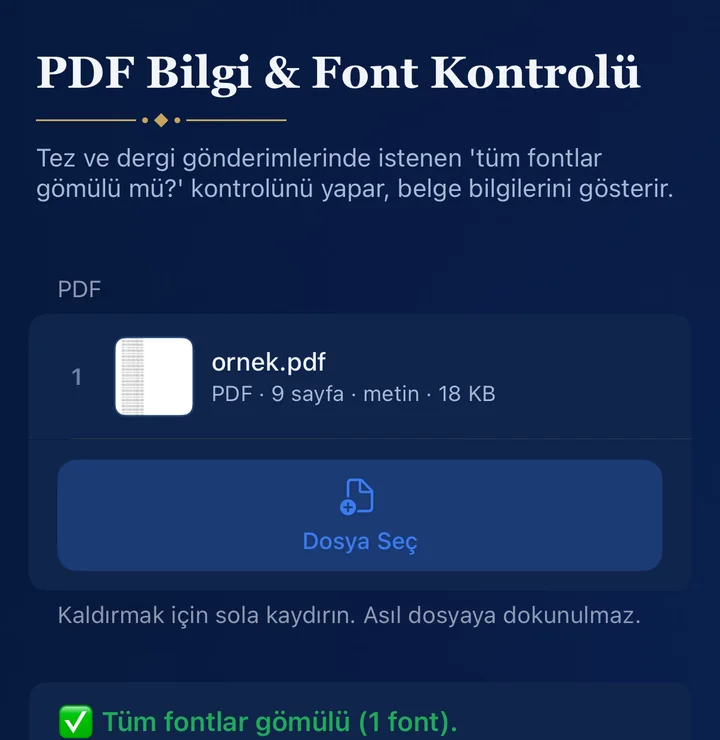 PDF Bilgi & Font Kontrolü
Tez ve dergi gönderimlerinde istenen 'tüm fontlar
gömülü mü?' kontrolünü yapar, belge bilgilerini gösterir.
PDF
1
ornek.pdf
PDF · 9 sayfa · metin · 18 KB
Dosya Seç
Kaldırmak için sola kaydırın. Asıl dosyaya dokunulmaz.
✅ Tüm fontlar gömülü (1 font).